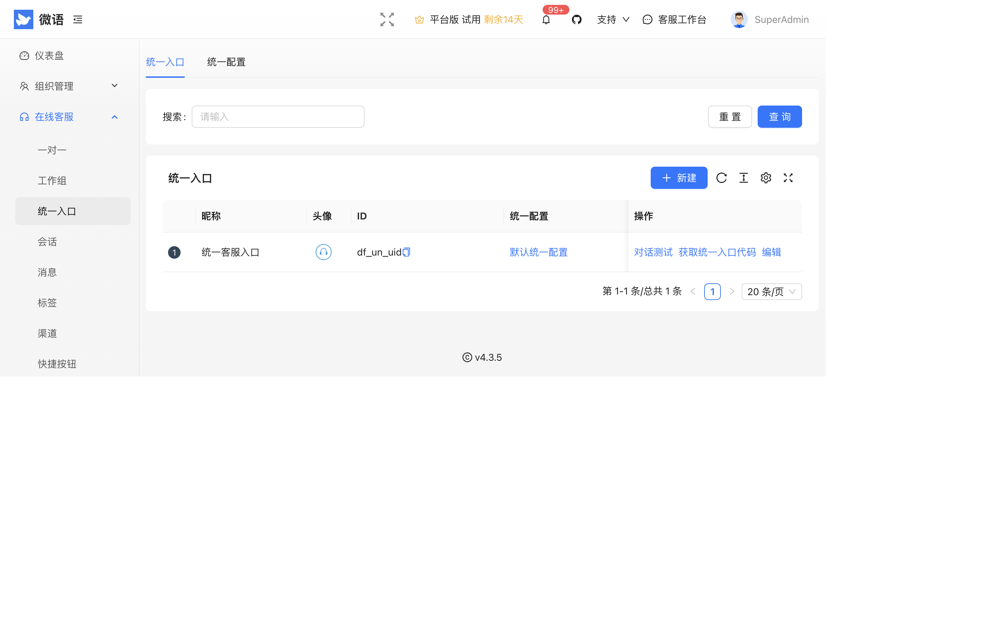 微语
平台版 试用 剩余14天
99+
支持
客服工作台
SuperAdmin
仪表盘
组织管理
在线客服
一对一
工作组
统一入口
会话
消息
标签
渠道
快捷按钮
统一入口 统一配置
搜索: 请输入
重 置 查 询
统一入口
新建
昵称 头像 ID 统一配置 操作
1 统一客服入口 df_un_uid 默认统一配置 对话测试 获取统一入口代码 编辑
第 1-1 条/总共 1 条 1 20 条/页
© v4.3.5